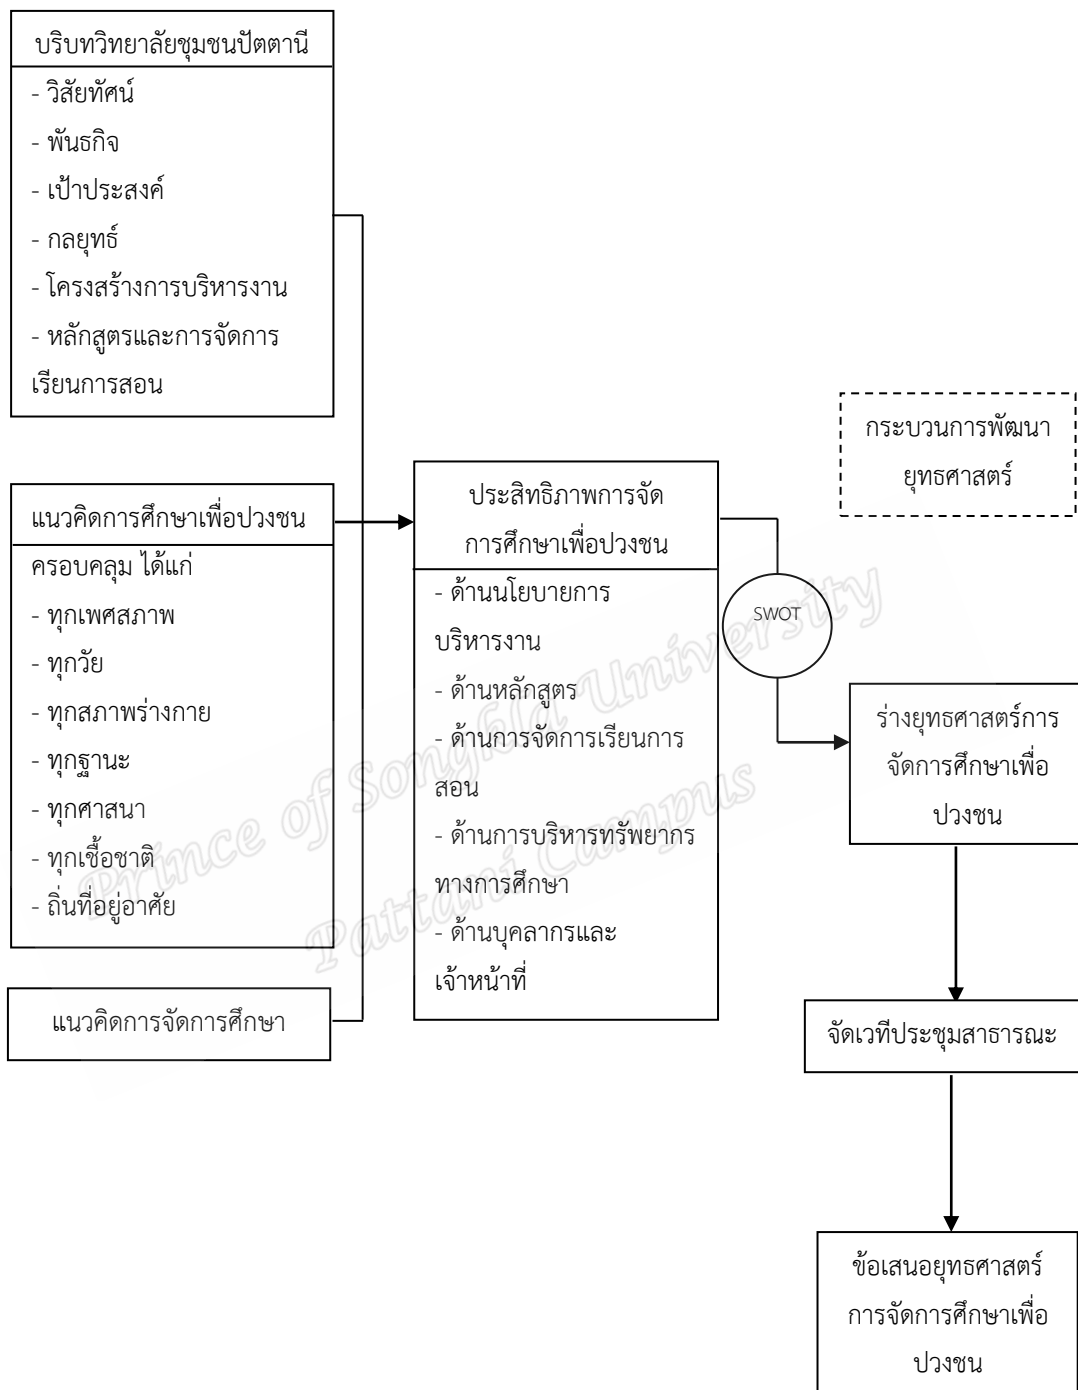 บริบทวิทยาลัยชุมชนปัตตานี
- วิสัยทัศน์
- พันธกิจ
- เป้าประสงค์
- กลยุทธ์
- โครงสร้างการบริหารงาน
- หลักสูตรและการจัดการ
เรียนการสอน
แนวคิดการศึกษาเพื่อปวงชน
ครอบคลุม ได้แก่
- ทุกเพศสภาพ
- ทุกวัย
- ทุกสภาพร่างกาย
- ทุกฐานะ
- ทุกศาสนา
- ทุกเชื้อชาติ
- ถิ่นที่อยู่อาศัย
แนวคิดการจัดการศึกษา
ประสิทธิภาพการจัด
การศึกษาเพื่อปวงชน
- ด้านนโยบายการ
บริหารงาน
- ด้านหลักสูตร
- ด้านการจัดการเรียนการ
สอน
- ด้านการบริหารทรัพยากร
ทางการศึกษา
- ด้านบุคลากรและ
เจ้าหน้าที่
SWOT
กระบวนการพัฒนา
ยุทธศาสตร์
ร่างยุทธศาสตร์การ
จัดการศึกษาเพื่อ
ปวงชน
จัดเวทีประชุมสาธารณะ
ข้อเสนอยุทธศาสตร์
การจัดการศึกษาเพื่อ
ปวงชน
Prince of Songkla University
Pattani Campus